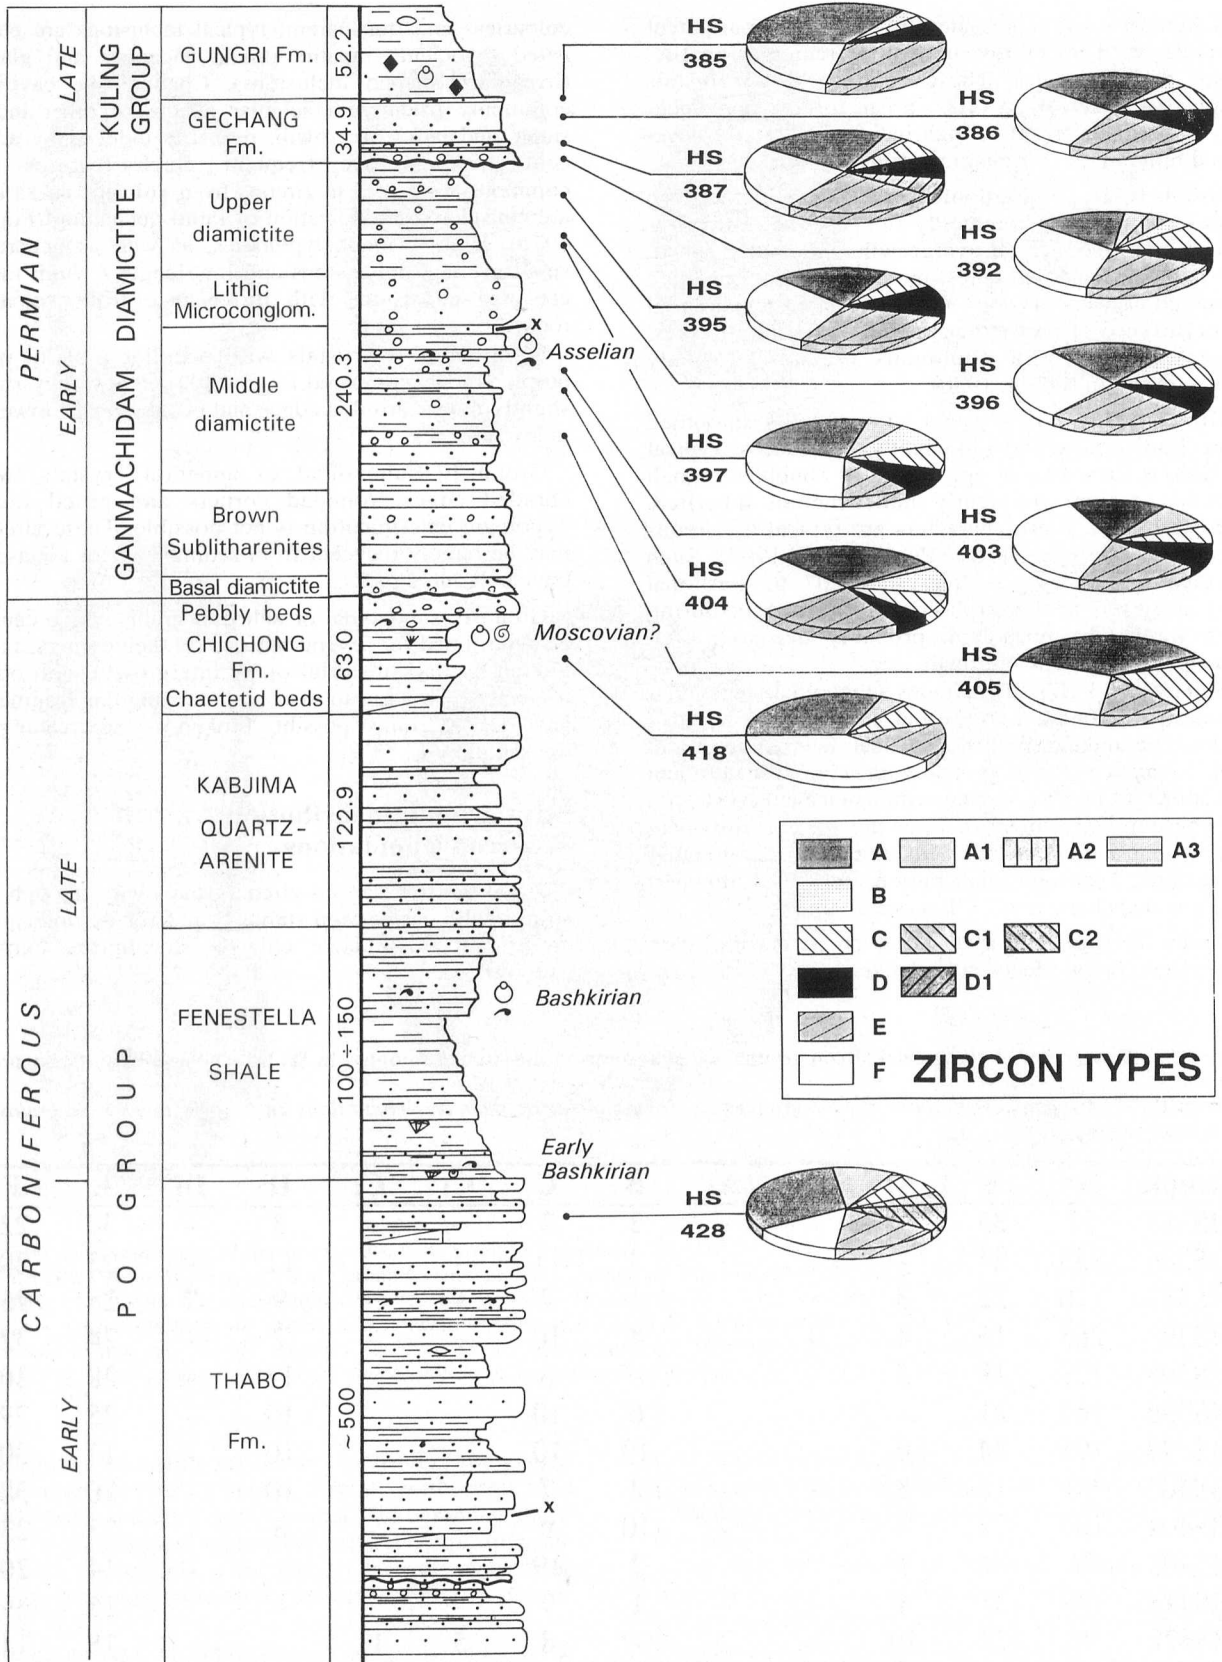 LATE
KULING
GROUP
GUNGRI Fm.
52.2
GECHANG
Fm.
34.9
PERMIAN
EARLY
GANMACHIDAM DIAMICTITE
Upper
diamictite
Lithic
Microconglom.
Middle
diamictite
Brown
Sublitharenites
Basal diamictite
240.3
x
Asselian
CARBONIFEROUS
LATE
PO GROUP
Pebbly beds
CHICHONG
Fm.
Chaetetid beds
63.0
Moscovian?
KABJIMA
QUARTZ-
ARENITE
122.9
FENESTELLA
SHALE
100÷150
Bashkirian
Early
Bashkirian
EARLY
THABO
Fm.
~500
x
HS
385
HS
386
HS
387
HS
392
HS
395
HS
396
HS
397
HS
403
HS
404
HS
405
HS
418
HS
428
A A1 A2 A3
B
C C1 C2
D D1
E
F ZIRCON TYPES